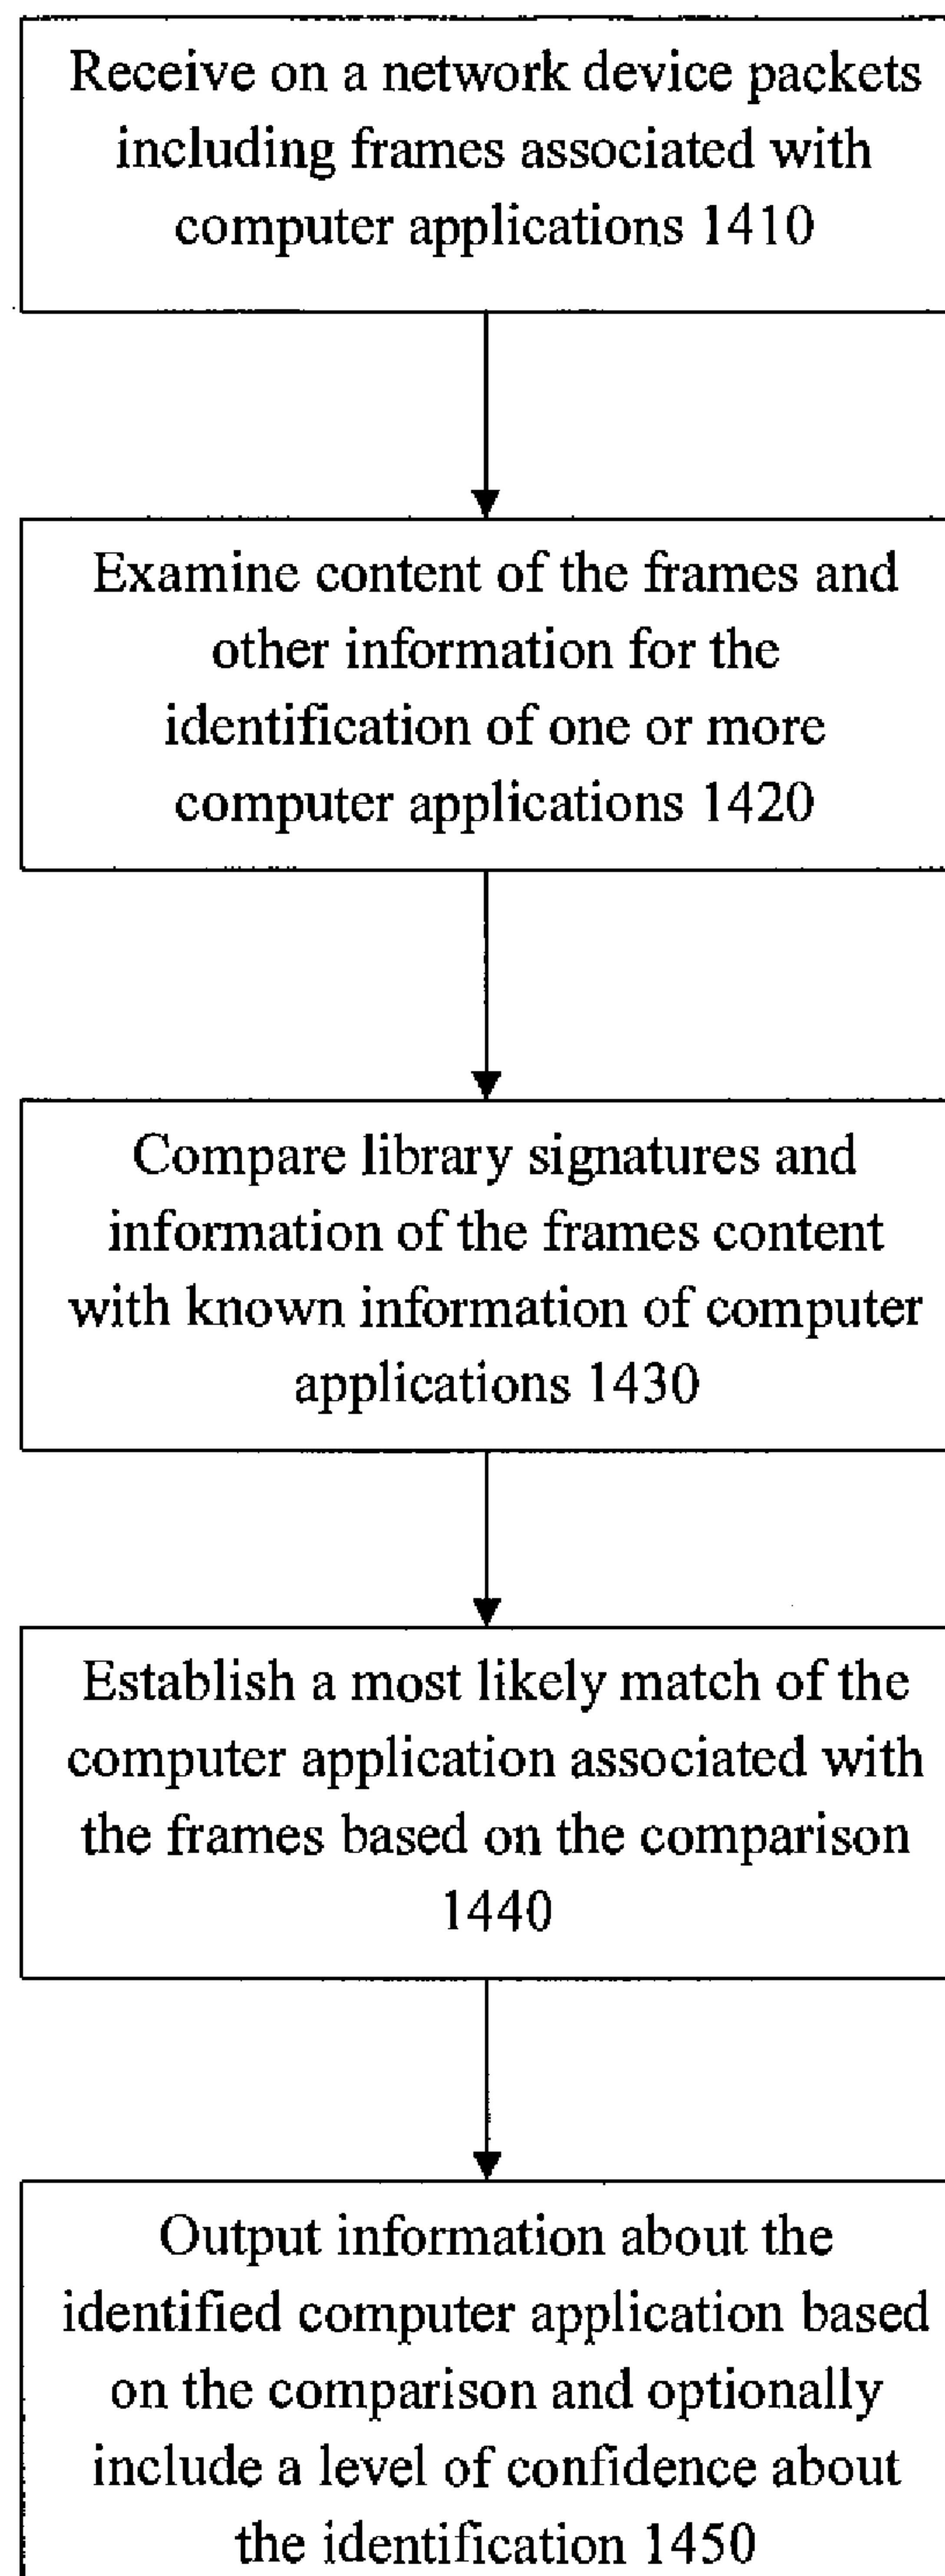 Receive on a network device packets
including frames associated with
computer applications 1410
Examine content of the frames and
other information for the
identification of one or more
computer applications 1420
Compare library signatures and
information of the frames content
with known information of computer
applications 1430
Establish a most likely match of the
computer application associated with
the frames based on the comparison
1440
Output information about the
identified computer application based
on the comparison and optionally
include a level of confidence about
the identification 1450